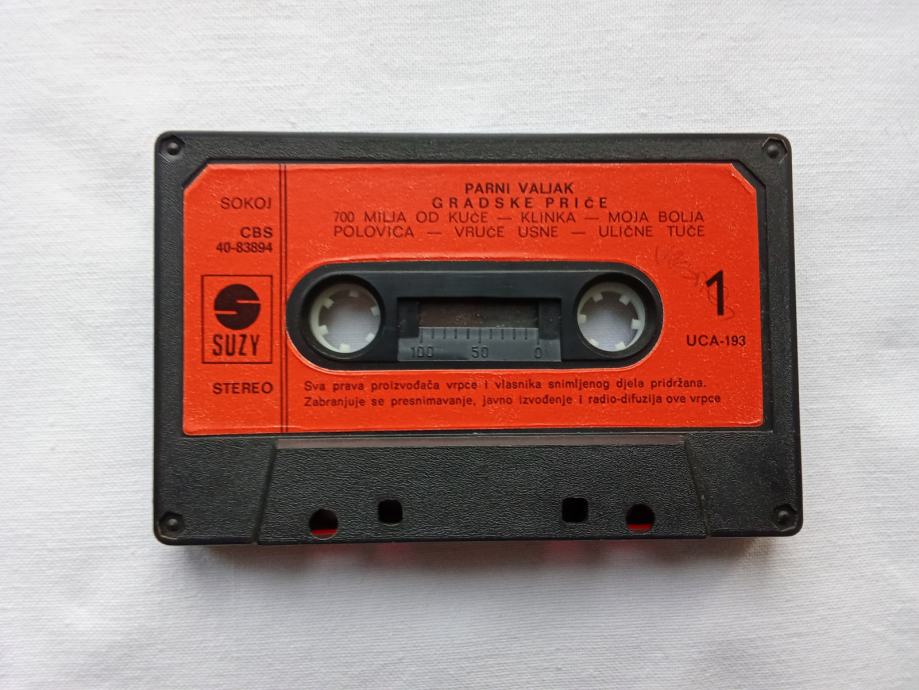 SOKOJ
CBS
40-83894
SUZY
STEREO
PARNI VALJAK
GRADSKE PRIČE
700 MILJA OD KUĆE — KLINKA — MOJA BOLJA
POLOVICA — VRUĆE USNE — ULIČNE TUČE
100 50 0
1
UCA-193
Sva prava proizvođača vrpce i vlasnika snimljenog djela pridržana.
Zabranjuje se presnimavanje, javno izvođenje i radio-difuzija ove vrpce